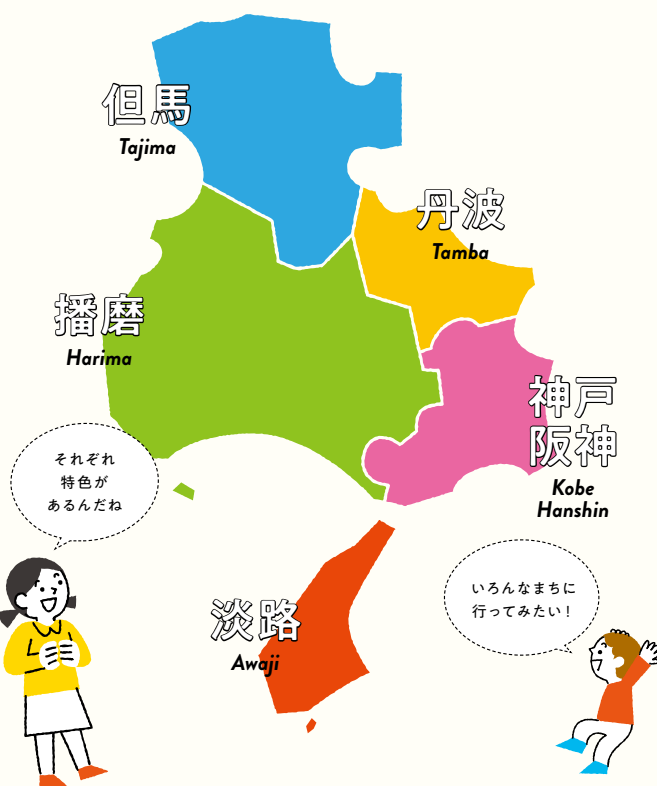 但馬
Tajima
丹波
Tamba
播磨
Harima
神戸
阪神
Kobe
Hanshin
それぞれ
特色が
あるんだね
いろんなまちに
行ってみたい！
淡路
Awaji